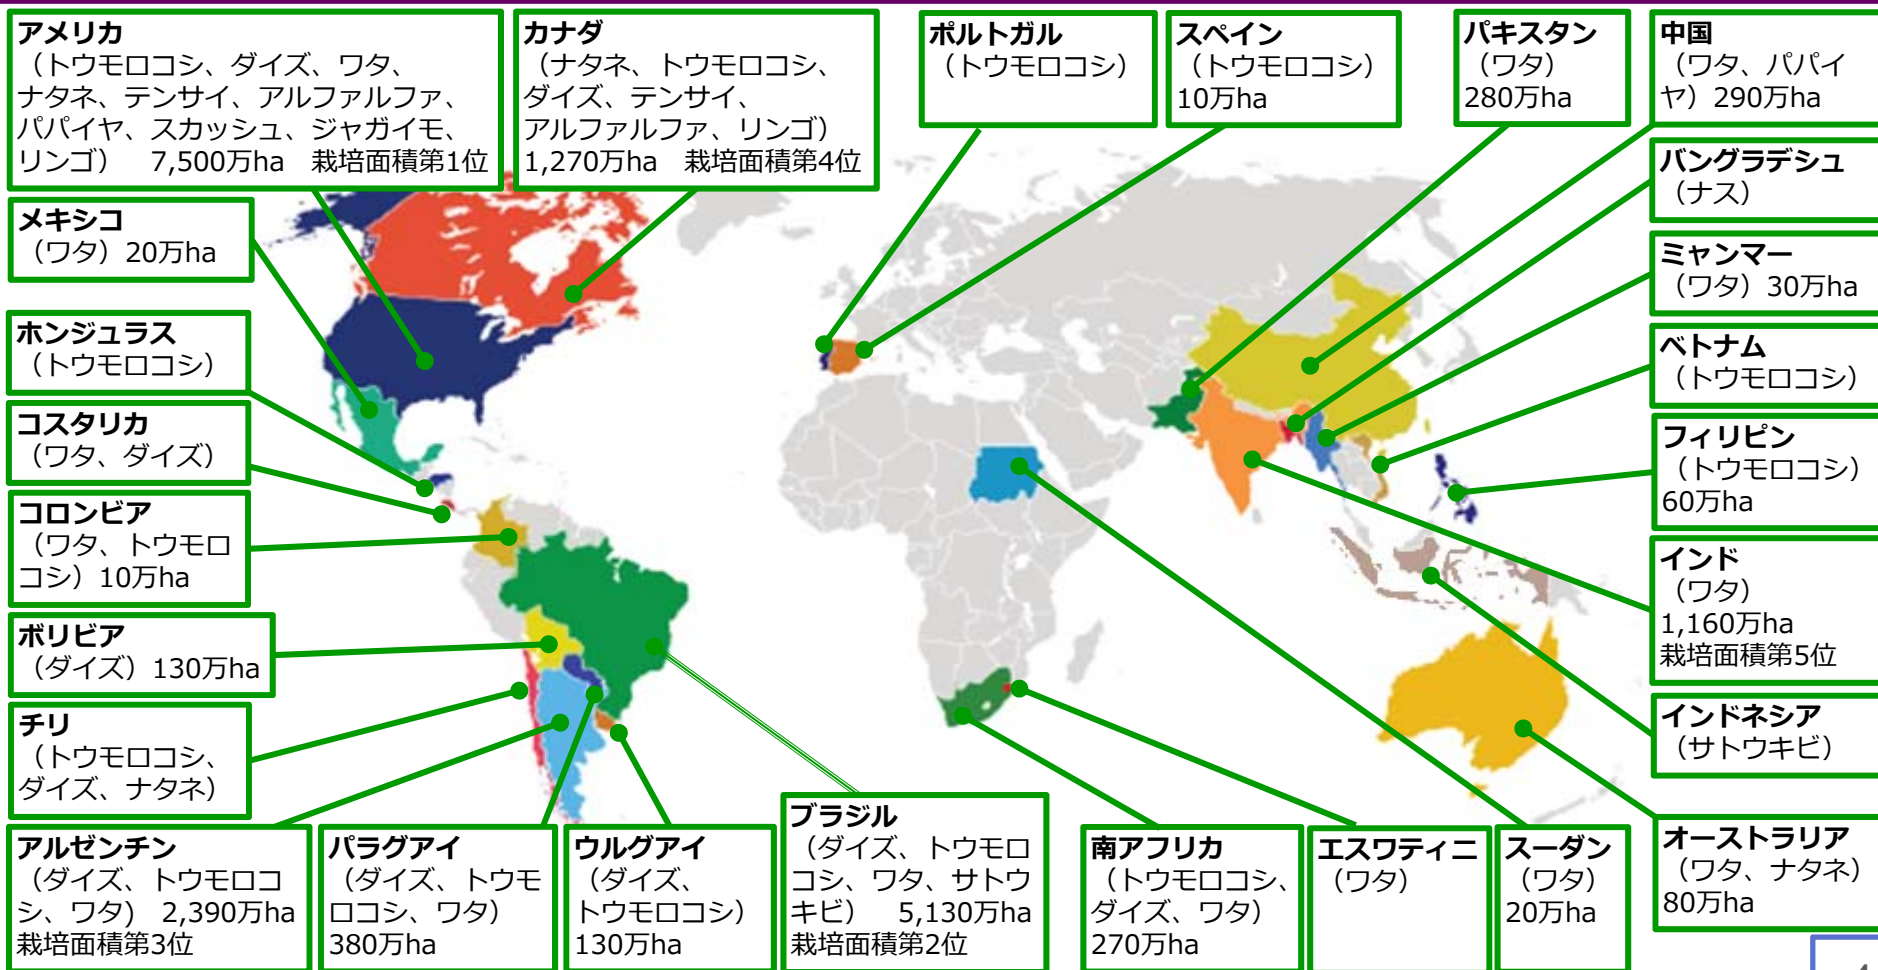 アメリカ
（トウモロコシ、ダイズ、ワタ、
ナタネ、テンサイ、アルファルファ、
パパイヤ、スカッシュ、ジャガイモ、
リンゴ）　7,500万ha　栽培面積第1位
カナダ
（ナタネ、トウモロコシ、
ダイズ、テンサイ、
アルファルファ、リンゴ）
1,270万ha　栽培面積第4位
ポルトガル
（トウモロコシ）
スペイン
（トウモロコシ）
10万ha
パキスタン
（ワタ）
280万ha
中国
（ワタ、パパイ
ヤ）290万ha
メキシコ
（ワタ）20万ha
バングラデシュ
（ナス）
ミャンマー
（ワタ）30万ha
ホンジュラス
（トウモロコシ）
ベトナム
（トウモロコシ）
コスタリカ
（ワタ、ダイズ）
フィリピン
（トウモロコシ）
60万ha
コロンビア
（ワタ、トウモロ
コシ）10万ha
インド
（ワタ）
1,160万ha
栽培面積第5位
ボリビア
（ダイズ）130万ha
チリ
（トウモロコシ、
ダイズ、ナタネ）
インドネシア
（サトウキビ）
アルゼンチン
（ダイズ、トウモロコ
シ、ワタ)　2,390万ha
栽培面積第3位
パラグアイ
（ダイズ、トウモ
ロコシ、ワタ）
380万ha
ウルグアイ
（ダイズ、
トウモロコシ）
130万ha
ブラジル
（ダイズ、トウモロ
コシ、ワタ、サトウ
キビ）　5,130万ha
栽培面積第2位
南アフリカ
（トウモロコシ、
ダイズ、ワタ）
270万ha
エスワティニ
（ワタ）
スーダン
（ワタ）
20万ha
オーストラリア
（ワタ、ナタネ）
80万ha